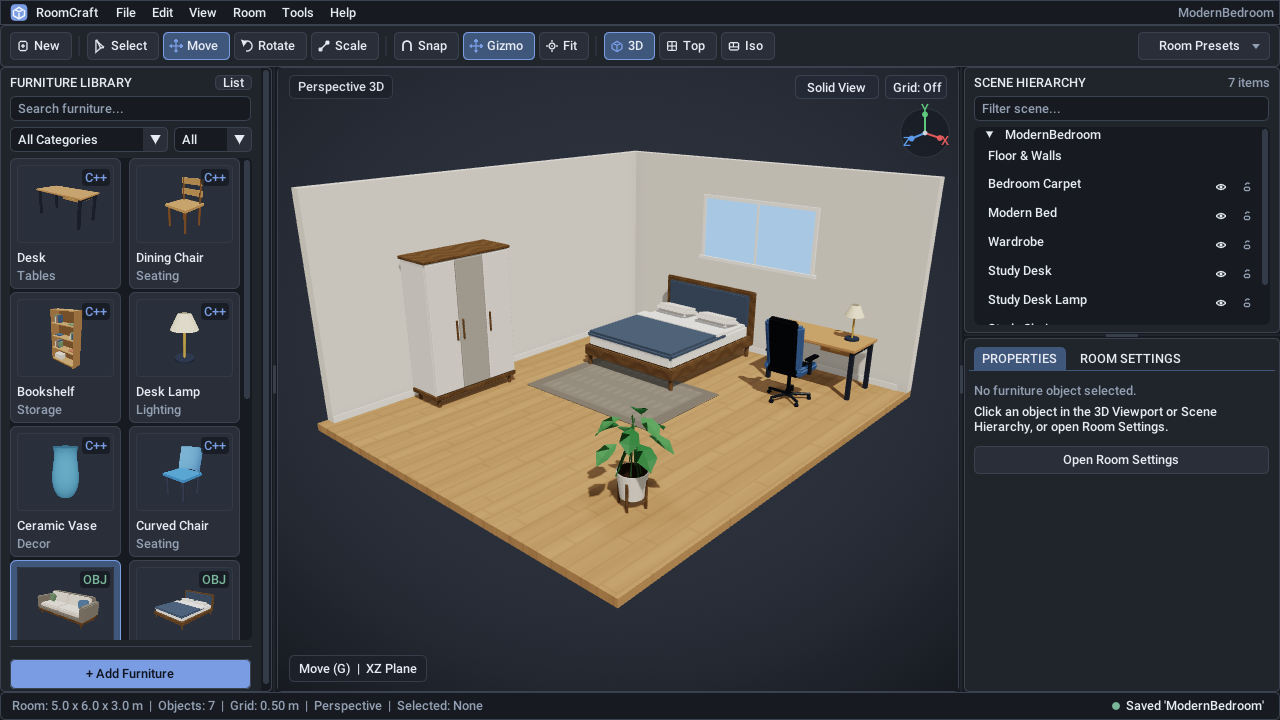 RoomCraft File Edit View Room Tools Help ModernBedroom
New Select Move Rotate Scale Snap Gizmo Fit 3D Top Iso Room Presets
FURNITURE LIBRARY List
Search furniture...
All Categories All
C++ C++
Desk Dining Chair
Tables Seating
C++ C++
Bookshelf Desk Lamp
Storage Lighting
C++ C++
Ceramic Vase Curved Chair
Decor Seating
OBJ OBJ
+ Add Furniture
Perspective 3D Solid View Grid: Off
Y
Z X
Move (G) | XZ Plane
SCENE HIERARCHY 7 items
Filter scene...
ModernBedroom
Floor & Walls
Bedroom Carpet
Modern Bed
Wardrobe
Study Desk
Study Desk Lamp
PROPERTIES ROOM SETTINGS
No furniture object selected.
Click an object in the 3D Viewport or Scene
Hierarchy, or open Room Settings.
Open Room Settings
Room: 5.0 x 6.0 x 3.0 m | Objects: 7 | Grid: 0.50 m | Perspective | Selected: None Saved 'ModernBedroom'